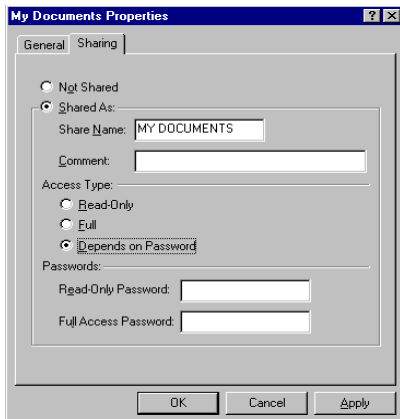 My Documents Properties
General Sharing
Not Shared
Shared As:
Share Name: MY DOCUMENTS
Comment:
Access Type:
Read-Only
Full
Depends on Password
Passwords:
Read-Only Password:
Full Access Password:
OK Cancel Apply